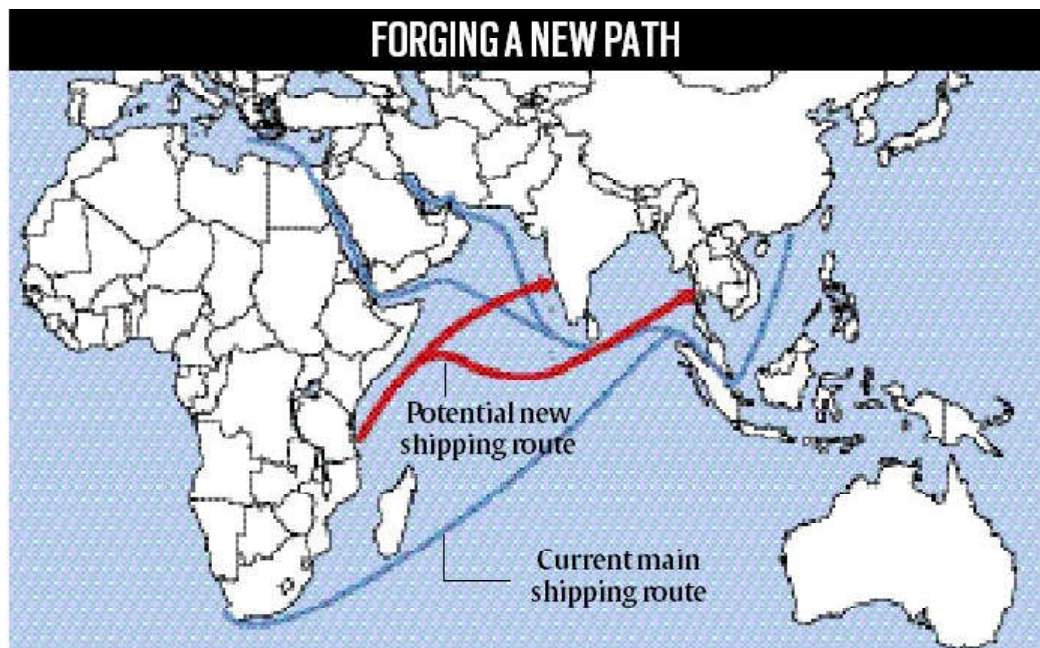 FORGING A NEW PATH
Potential new
shipping route
Current main
shipping route